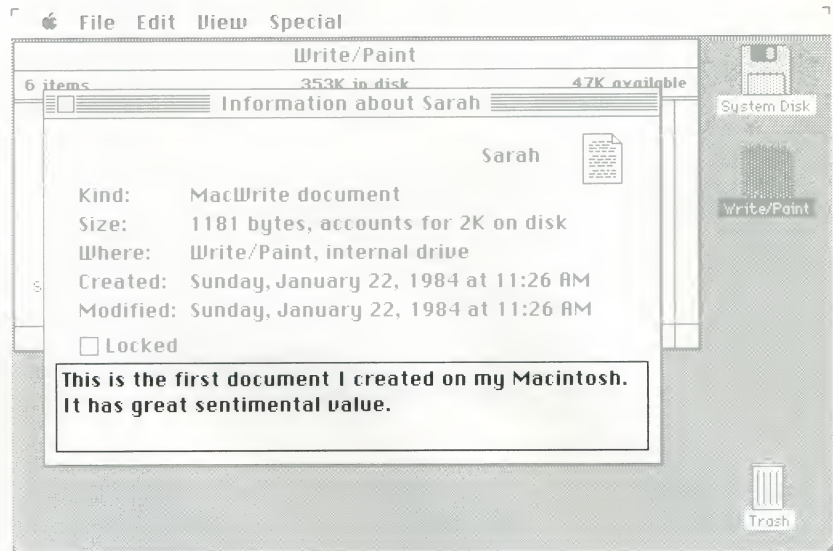 File Edit View Special
Write/Paint
6 items 353K in disk 47K available
Information about Sarah
System Disk
Sarah
Kind: MacWrite document
Write/Paint
Size: 1181 bytes, accounts for 2K on disk
Where: Write/Paint, internal drive
Created: Sunday, January 22, 1984 at 11:26 AM
Modified: Sunday, January 22, 1984 at 11:26 AM
Locked
This is the first document I created on my Macintosh.
It has great sentimental value.
Trash